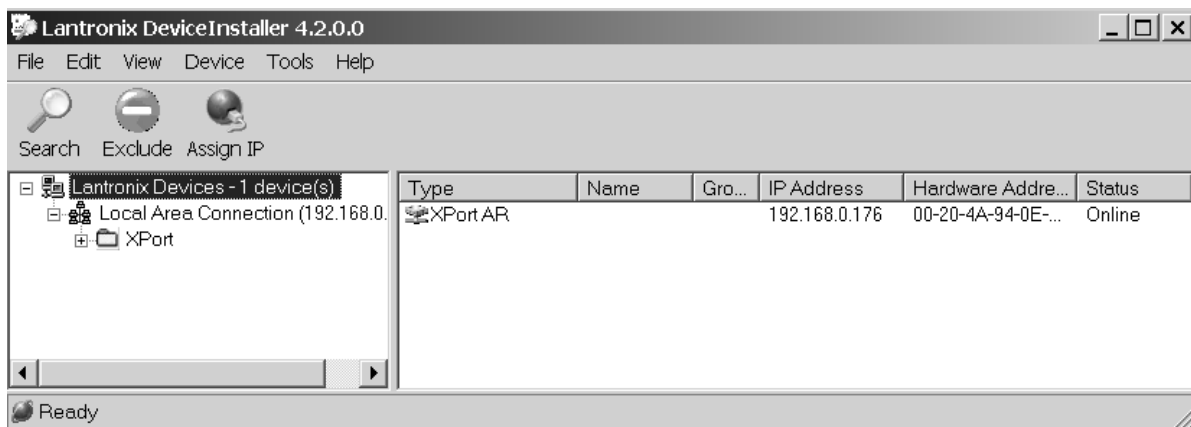 Lantronix DeviceInstaller 4.2.0.0
File Edit View Device Tools Help
Search Exclude Assign IP
Lantronix Devices - 1 device(s)
Local Area Connection (192.168.0.
XPort
Type Name Gro... IP Address Hardware Addre... Status
XPort AR 192.168.0.176 00-20-4A-94-0E-... Online
Ready